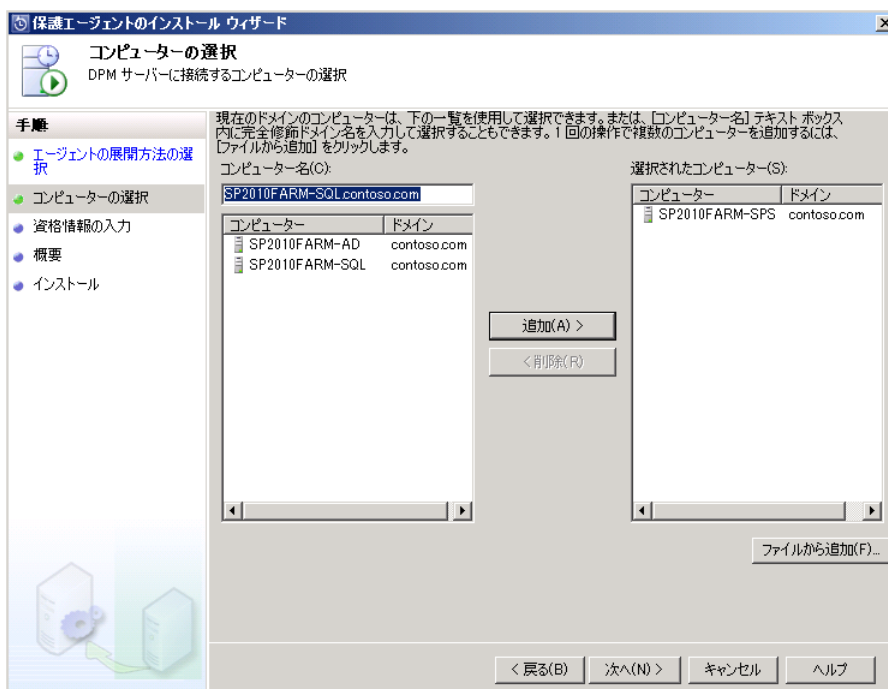 保護エージェントのインストール ウィザード
コンピューターの選択
DPM サーバーに接続するコンピューターの選択
手順
エージェントの展開方法の選
択
コンピューターの選択
資格情報の入力
概要
インストール
現在のドメインのコンピューターは、下の一覧を使用して選択できます。または、[コンピューター名] テキスト ボックス
内に完全修飾ドメイン名を入力して選択することもできます。1 回の操作で複数のコンピューターを追加するには、
[ファイルから追加] をクリックします。
コンピューター名(C):
SP2010FARM-SQL.contoso.com
コンピューター ドメイン
SP2010FARM-AD contoso.com
SP2010FARM-SQL contoso.com
追加(A) >
< 削除(R)
選択されたコンピューター(S):
コンピューター ドメイン
SP2010FARM-SPS contoso.com
ファイルから追加(F)...
< 戻る(B) 次へ(N) > キャンセル ヘルプ